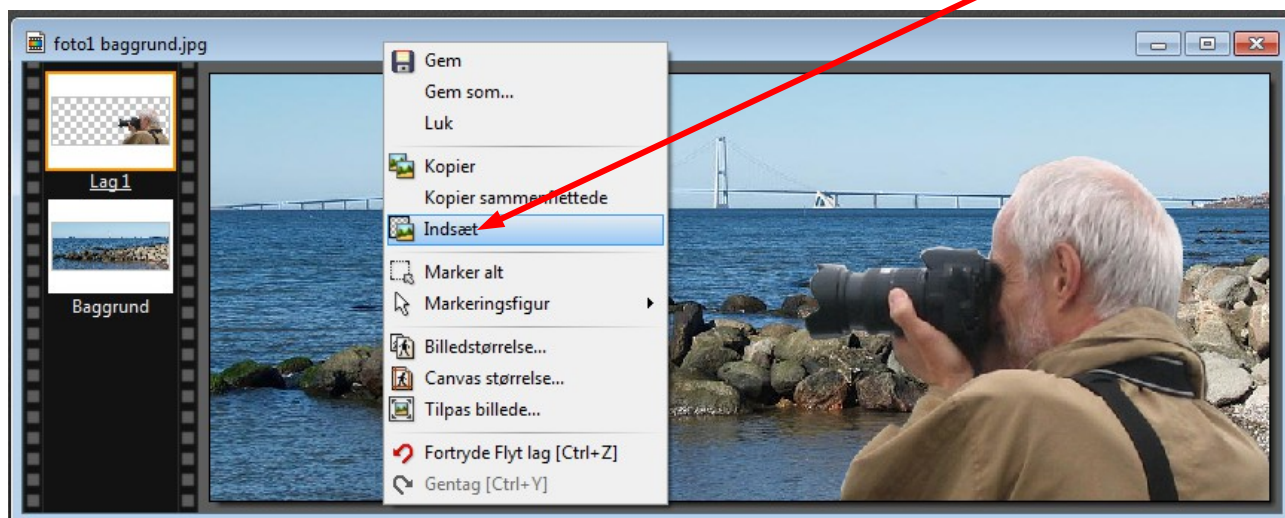 foto1 baggrund.jpg
Lag 1
Baggrund
Gem
Gem som...
Luk
Kopier
Kopier sammenflettede
Indsæt
Marker alt
Markeringsfigur
Billedstørrelse...
Canvas størrelse...
Tilpas billede...
Fortryde Flyt lag [Ctrl+Z]
Gentag [Ctrl+Y]